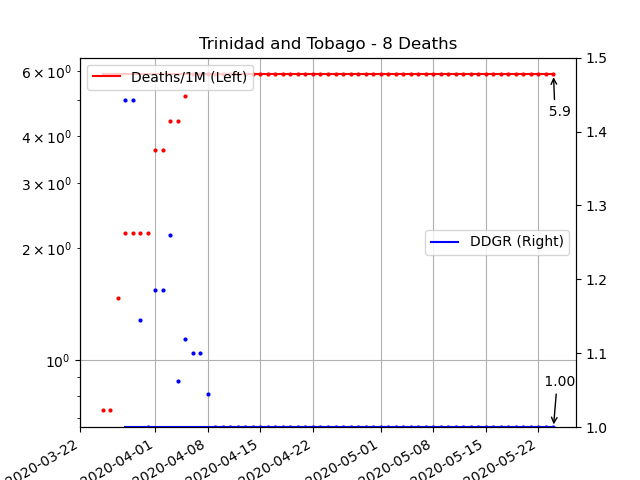 Trinidad and Tobago - 8 Deaths
Deaths/1M (Left)
DDGR (Right)
6 × 10⁰
4 × 10⁰
3 × 10⁰
2 × 10⁰
10⁰
1.5
1.4
1.3
1.2
1.1
1.0
5.9
1.00
2020-03-22
2020-04-01
2020-04-08
2020-04-15
2020-04-22
2020-05-01
2020-05-08
2020-05-15
2020-05-22